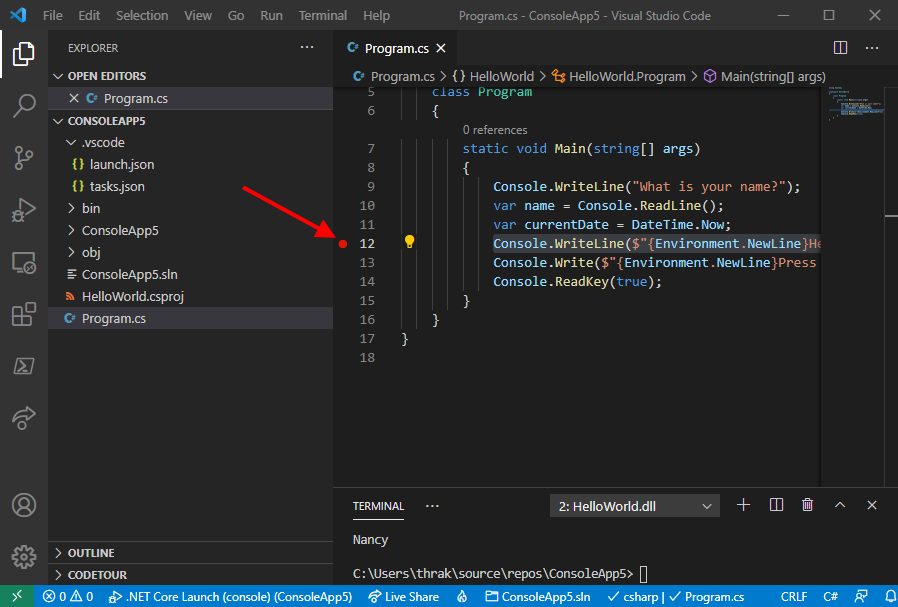 File Edit Selection View Go Run Terminal Help Program.cs - ConsoleApp5 - Visual Studio Code
EXPLORER
OPEN EDITORS
Program.cs
CONSOLEAPP5
.vscode
{} launch.json
{} tasks.json
bin
ConsoleApp5
obj
ConsoleApp5.sln
HelloWorld.csproj
C# Program.cs
OUTLINE
CODETOUR
C# Program.cs
C# Program.cs > {} HelloWorld > HelloWorld.Program > Main(string[] args)
5 class Program
6 {
0 references
7 static void Main(string[] args)
8 {
9 Console.WriteLine("What is your name?");
10 var name = Console.ReadLine();
11 var currentDate = DateTime.Now;
12 Console.WriteLine($"{Environment.NewLine}He
13 Console.Write($"{Environment.NewLine}Press
14 Console.ReadKey(true);
15 }
16 }
17 }
18
TERMINAL 2: HelloWorld.dll
Nancy
C:\Users\thrak\source\repos\ConsoleApp5>
0 0 .NET Core Launch (console) (ConsoleApp5) Live Share ConsoleApp5.sln csharp | Program.cs CRLF C#